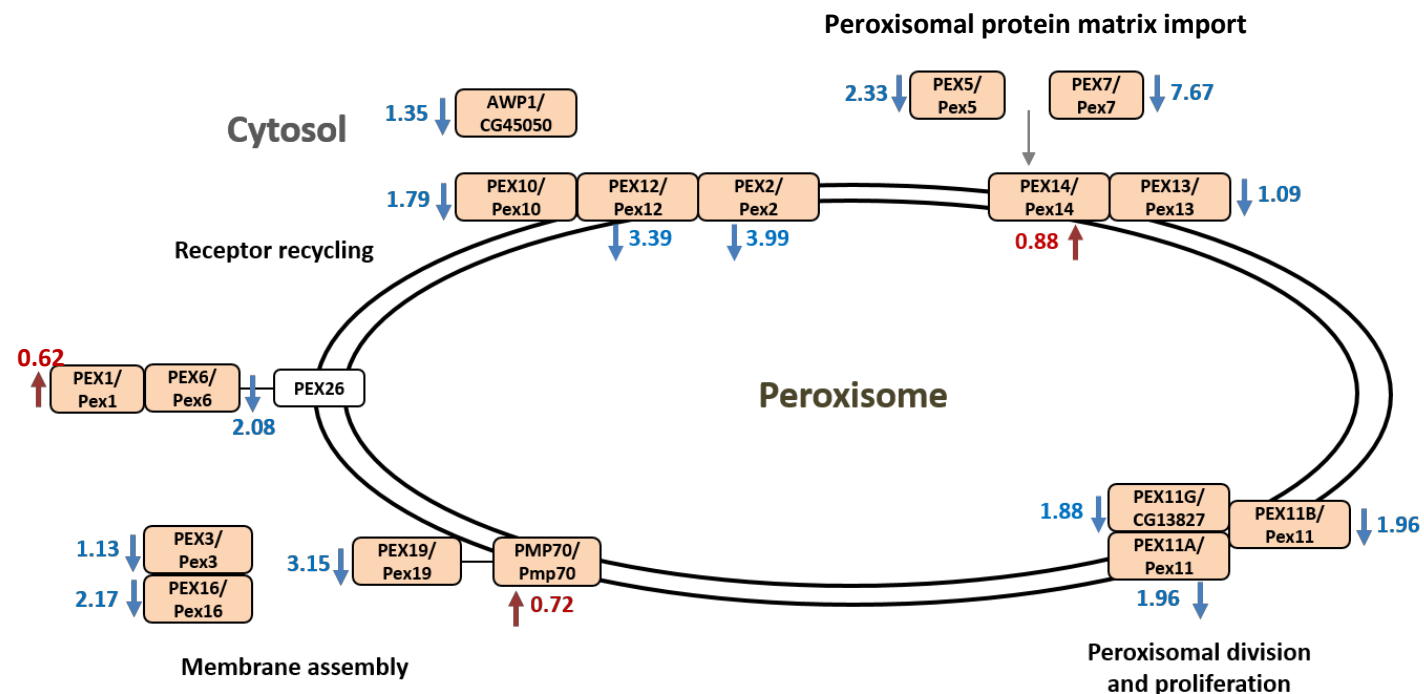 Peroxisomal protein matrix import
2.33
PEX5/
Pex5
PEX7/
Pex7
7.67
1.35
AWP1/
CG45050
Cytosol
1.79
PEX10/
Pex10
PEX12/
Pex12
PEX2/
Pex2
PEX14/
Pex14
PEX13/
Pex13
1.09
3.39
3.99
0.88
Receptor recycling
0.62
PEX1/
Pex1
PEX6/
Pex6
2.08
PEX26
Peroxisome
1.88
PEX11G/
CG13827
PEX11B/
Pex11
1.96
PEX11A/
Pex11
1.96
1.13
PEX3/
Pex3
2.17
PEX16/
Pex16
3.15
PEX19/
Pex19
PMP70/
Pmp70
0.72
Membrane assembly
Peroxisomal division
and proliferation